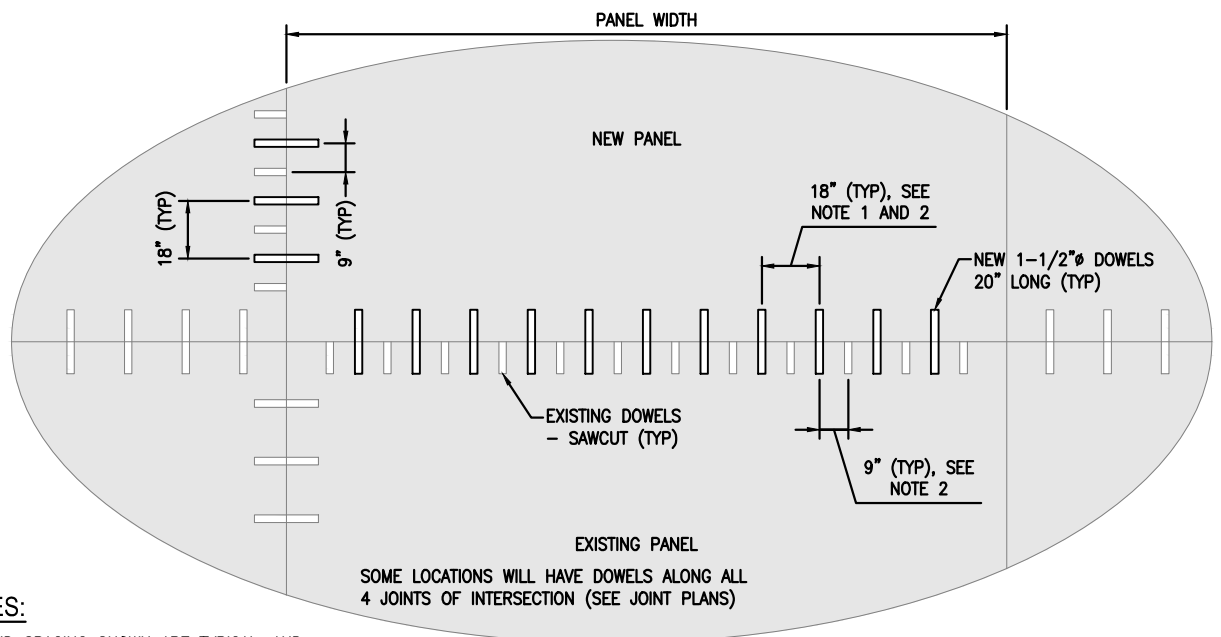 PANEL WIDTH
NEW PANEL
18" (TYP)
9" (TYP)
18" (TYP), SEE
NOTE 1 AND 2
NEW 1-1/2"ø DOWELS
20" LONG (TYP)
EXISTING DOWELS
- SAWCUT (TYP)
9" (TYP), SEE
NOTE 2
EXISTING PANEL
SOME LOCATIONS WILL HAVE DOWELS ALONG ALL
4 JOINTS OF INTERSECTION (SEE JOINT PLANS)
ES: